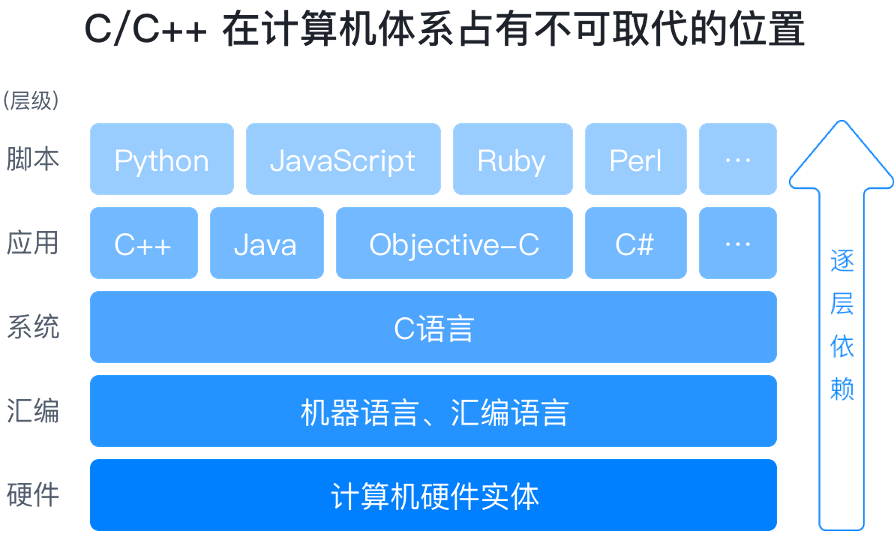 C/C++ 在计算机体系占有不可取代的位置
(层级)
脚本 Python JavaScript Ruby Perl ···
应用 C++ Java Objective-C C# ···
系统 C语言
汇编 机器语言、汇编语言
硬件 计算机硬件实体
逐层依赖